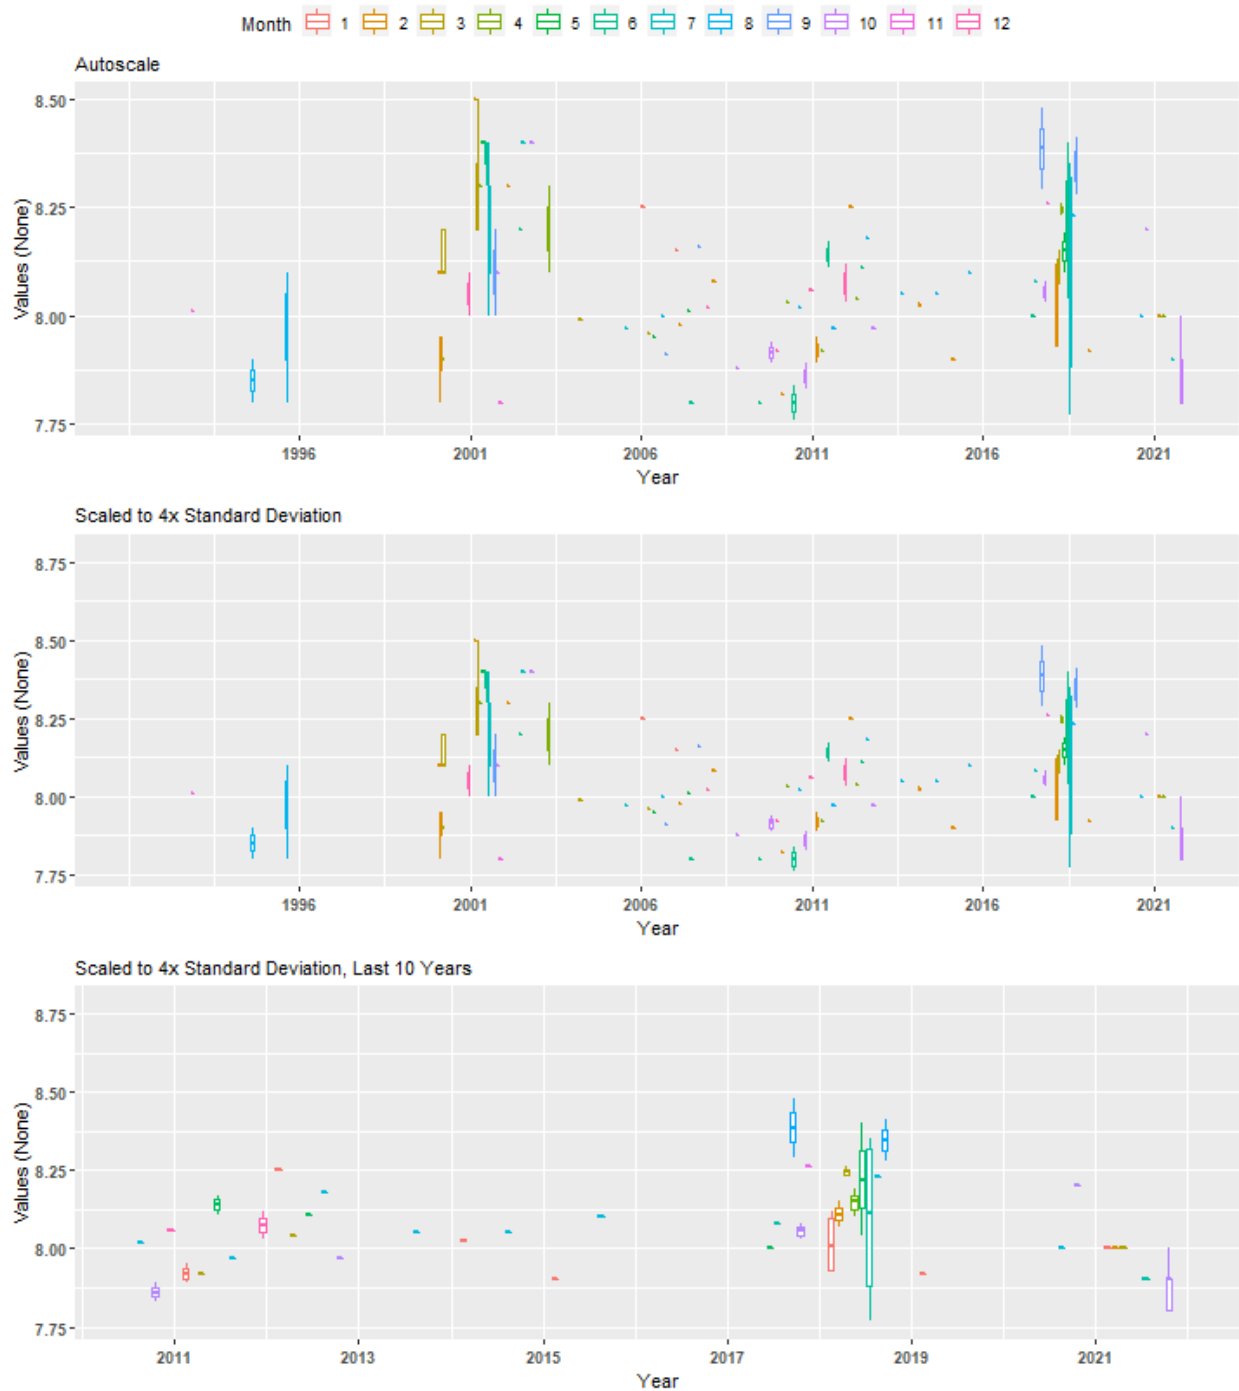 Month 1 2 3 4 5 6 7 8 9 10 11 12
Autoscale
8.50
8.25
8.00
7.75
Values (None)
1996 2001 2006 2011 2016 2021
Year
Scaled to 4x Standard Deviation
8.75
8.50
8.25
8.00
7.75
Values (None)
1996 2001 2006 2011 2016 2021
Year
Scaled to 4x Standard Deviation, Last 10 Years
8.75
8.50
8.25
8.00
7.75
Values (None)
2011 2013 2015 2017 2019 2021
Year